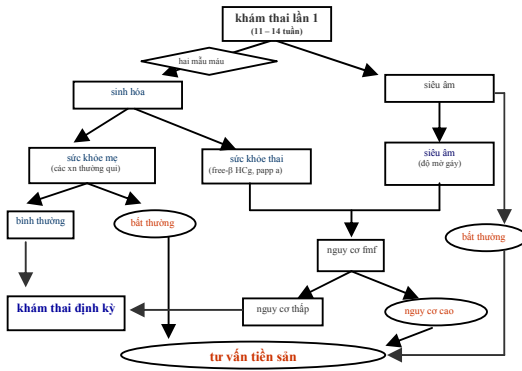 khám thai lần 1
(11 – 14 tuần)
hai mẫu máu
sinh hóa
siêu âm
sức khỏe mẹ
(các xn thường qui)
sức khỏe thai
(free-β HCg, papp a)
siêu âm
(độ mờ gáy)
bình thường
bất thường
bất thường
nguy cơ fmf
khám thai định kỳ
nguy cơ thấp
nguy cơ cao
tư vấn tiền sản